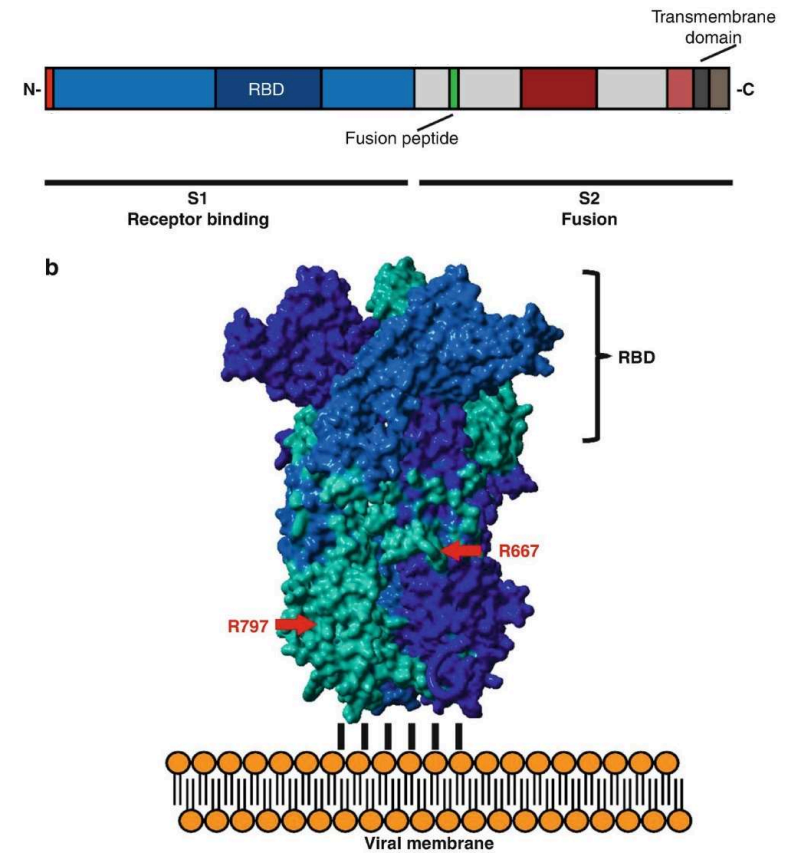 Transmembrane
domain
N-
RBD
-C
Fusion peptide
S1
Receptor binding
S2
Fusion
b
RBD
R667
R797
Viral membrane